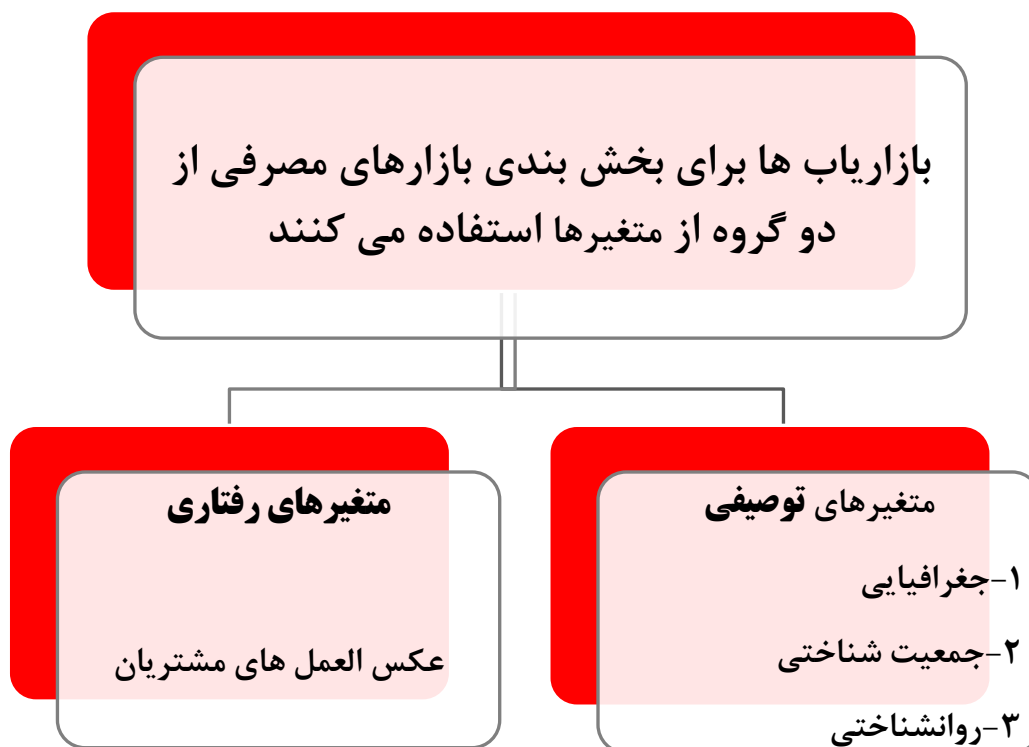 بازاریاب ها برای بخش بندی بازارهای مصرفی از
دو گروه از متغیرها استفاده می کنند
متغیرهای توصیفی
۱-جغرافیایی
۲-جمعیت شناختی
۳-روانشناختی
متغیرهای رفتاری
عکس العمل های مشتریان